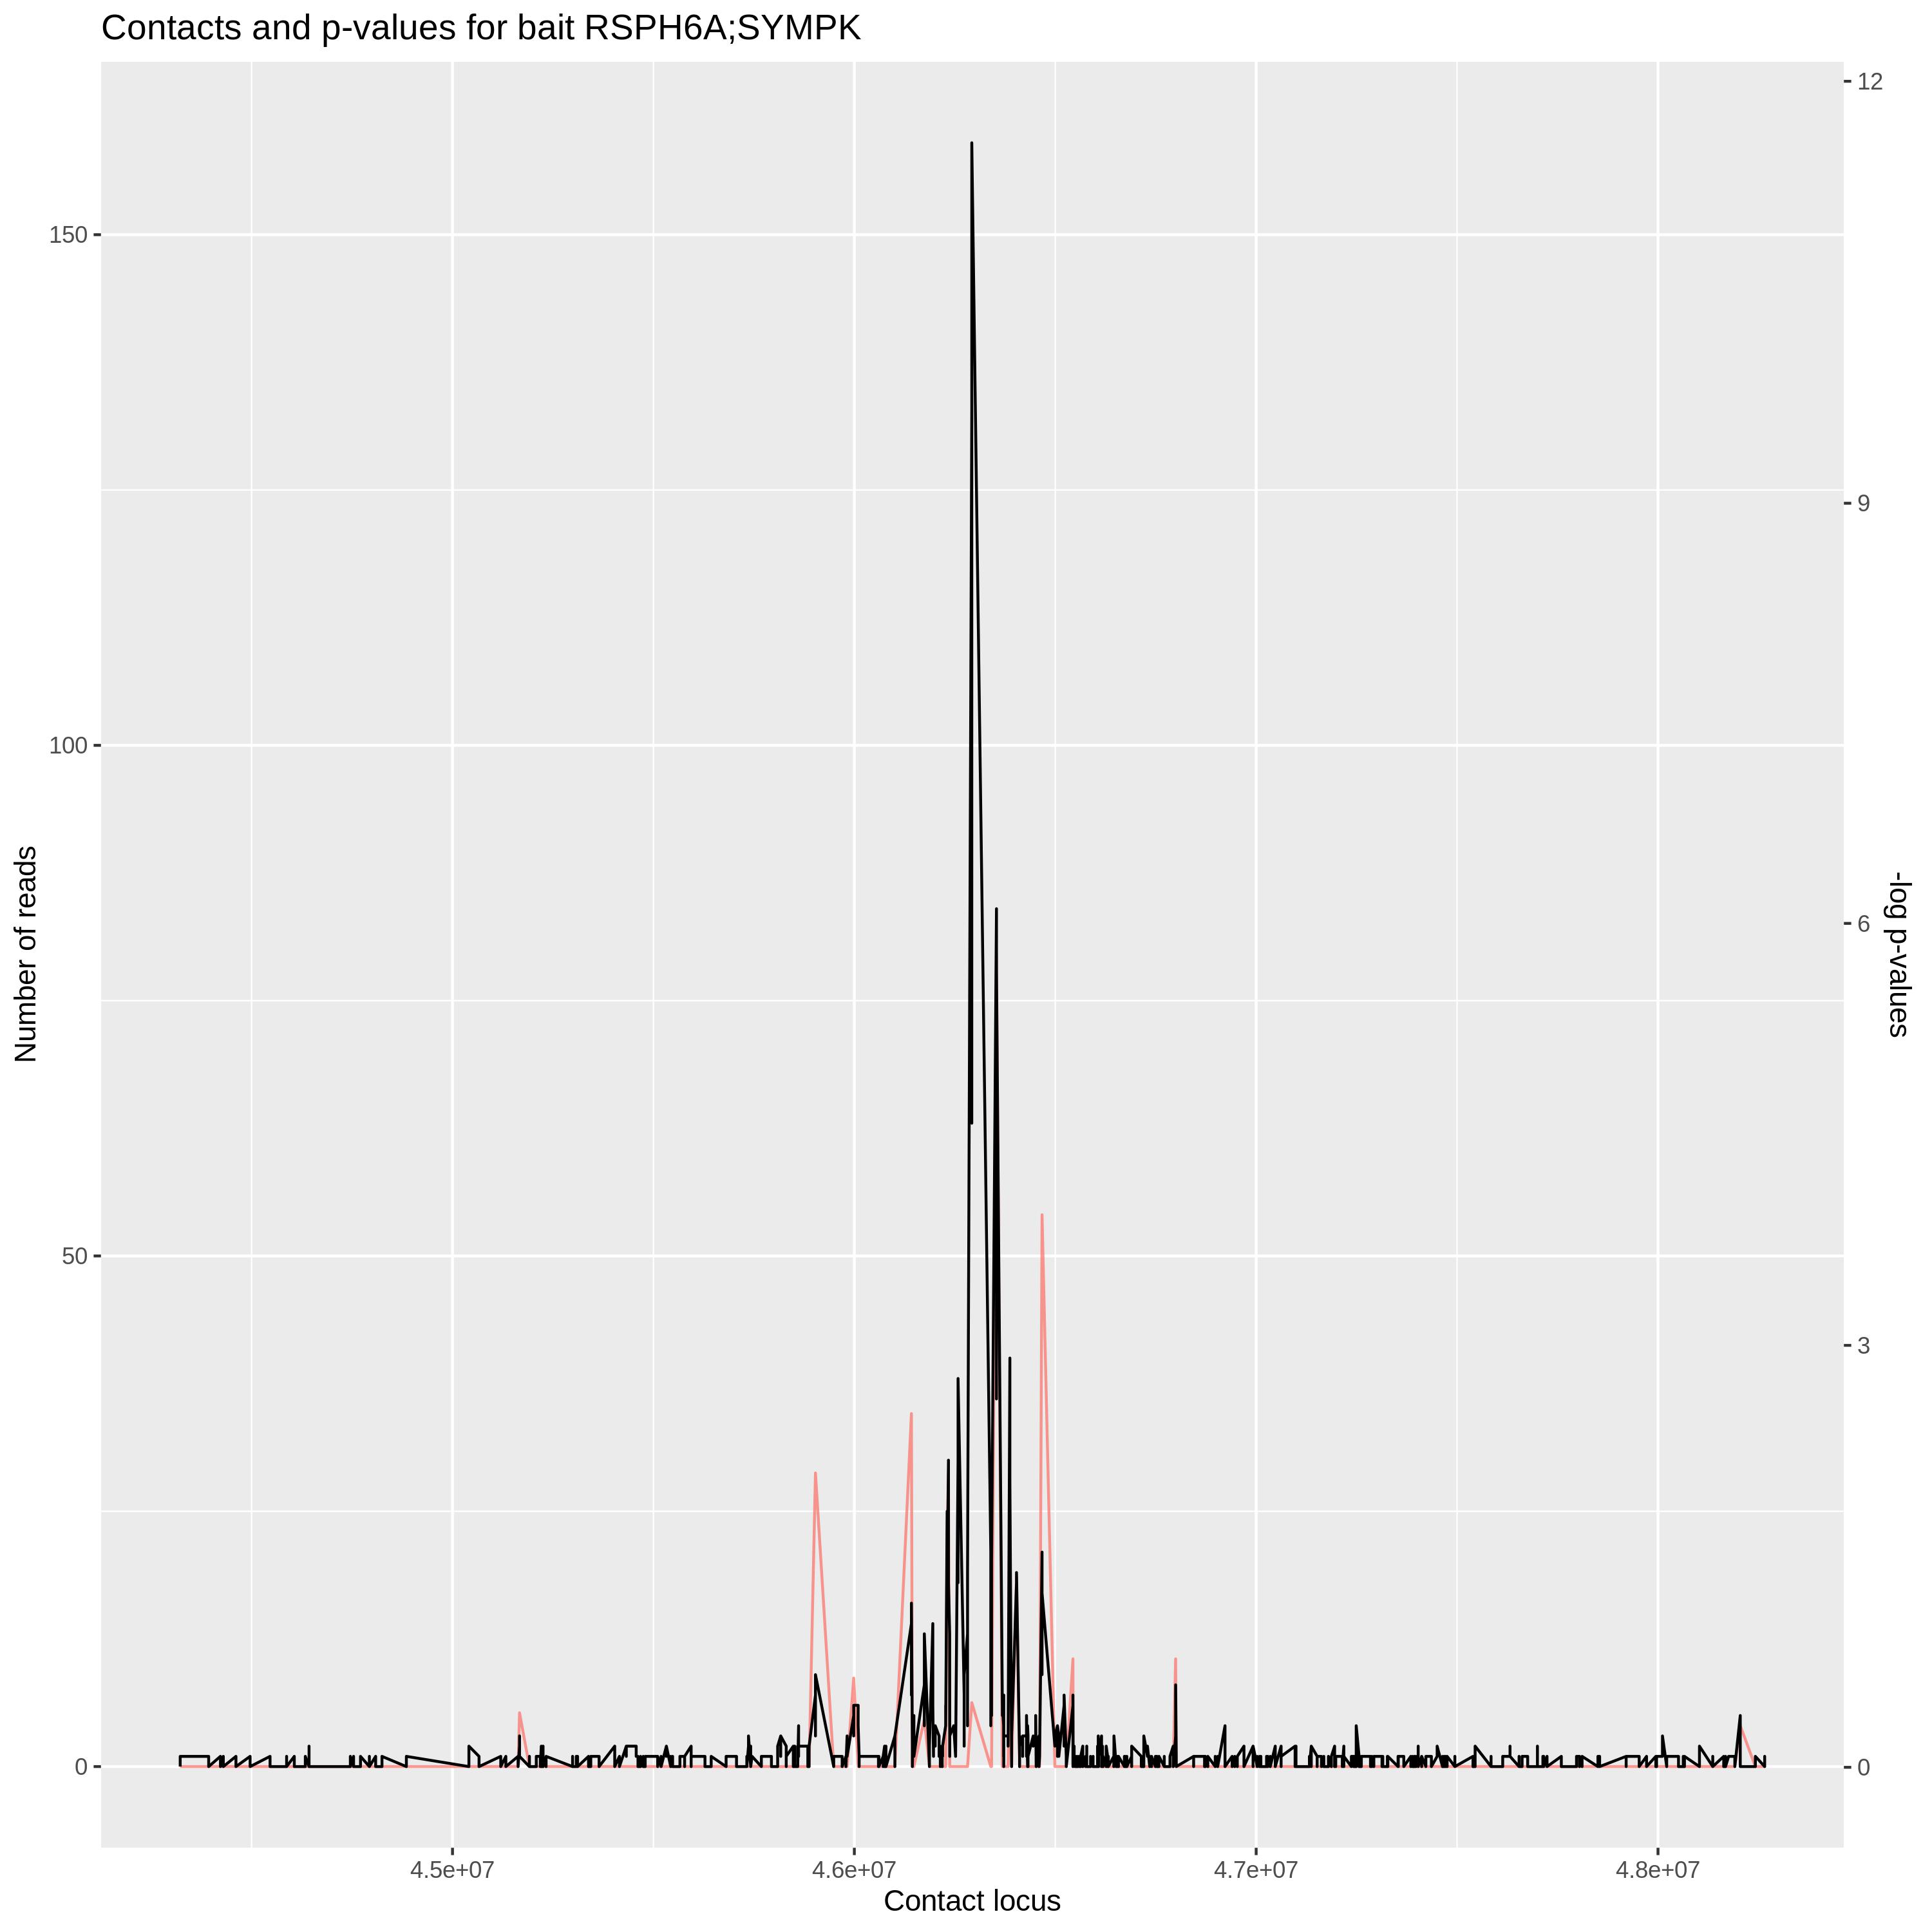 Contacts and p-values for bait RSPH6A;SYMPK
Number of reads
150
100
50
0
12
9
6
3
0
-log p-values
4.5e+07 4.6e+07 4.7e+07 4.8e+07
Contact locus